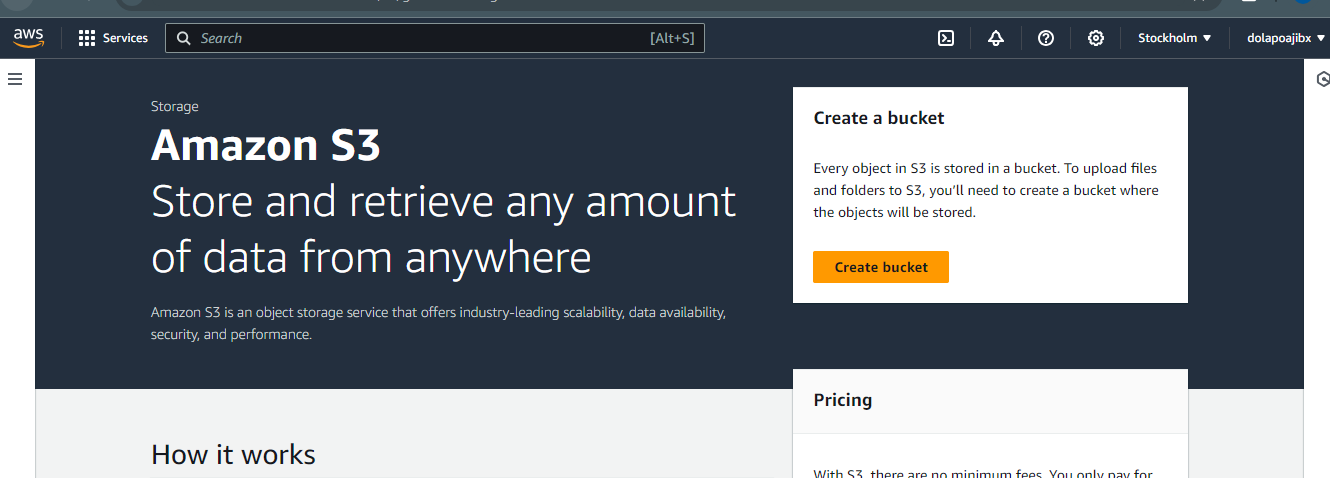 aws
Services
Search
[Alt+S]
Stockholm
dolapoajibx
Storage
Amazon S3
Store and retrieve any amount
of data from anywhere
Amazon S3 is an object storage service that offers industry-leading scalability, data availability,
security, and performance.
Create a bucket
Every object in S3 is stored in a bucket. To upload files
and folders to S3, you’ll need to create a bucket where
the objects will be stored.
Create bucket
Pricing
With S3, there are no minimum fees. You only pay for
How it works